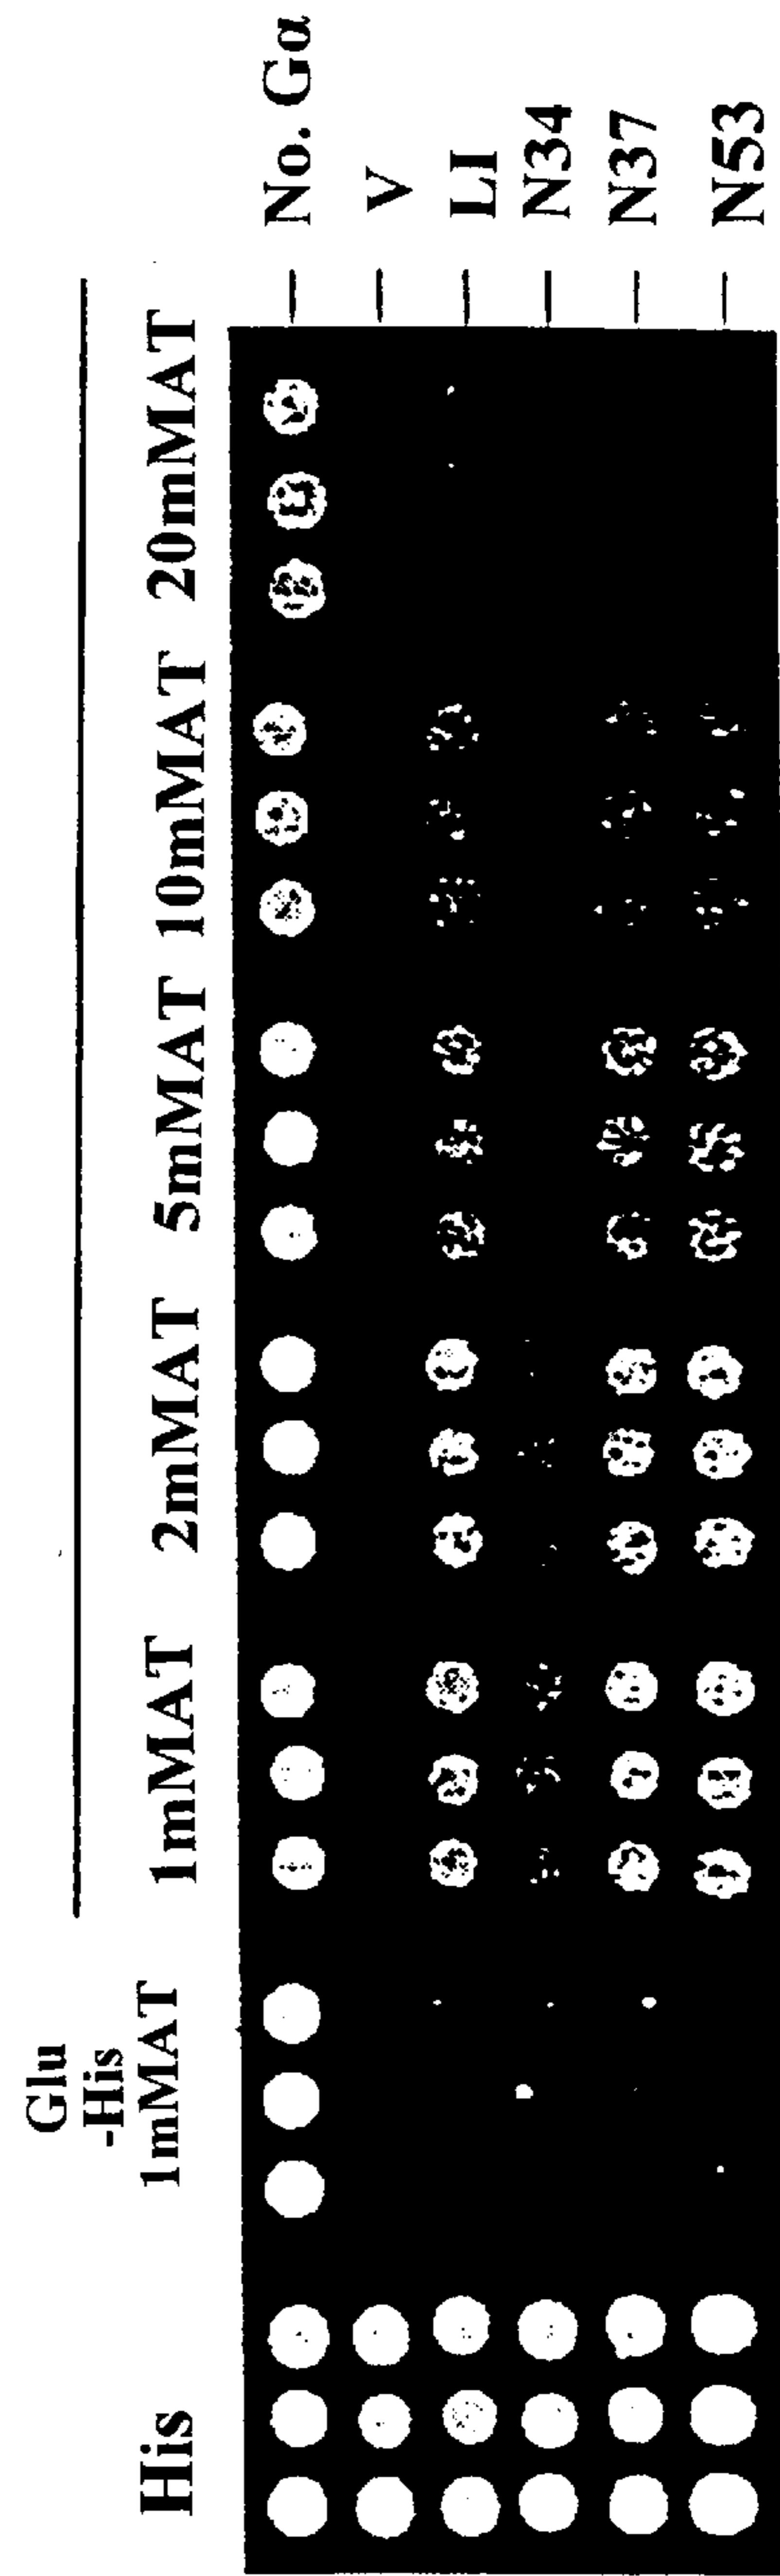 Glu
-His
His 1mMAT 1mMAT 2mMAT 5mMAT 10mMAT 20mMAT
No. Gα
V
LI
N34
N37
N53